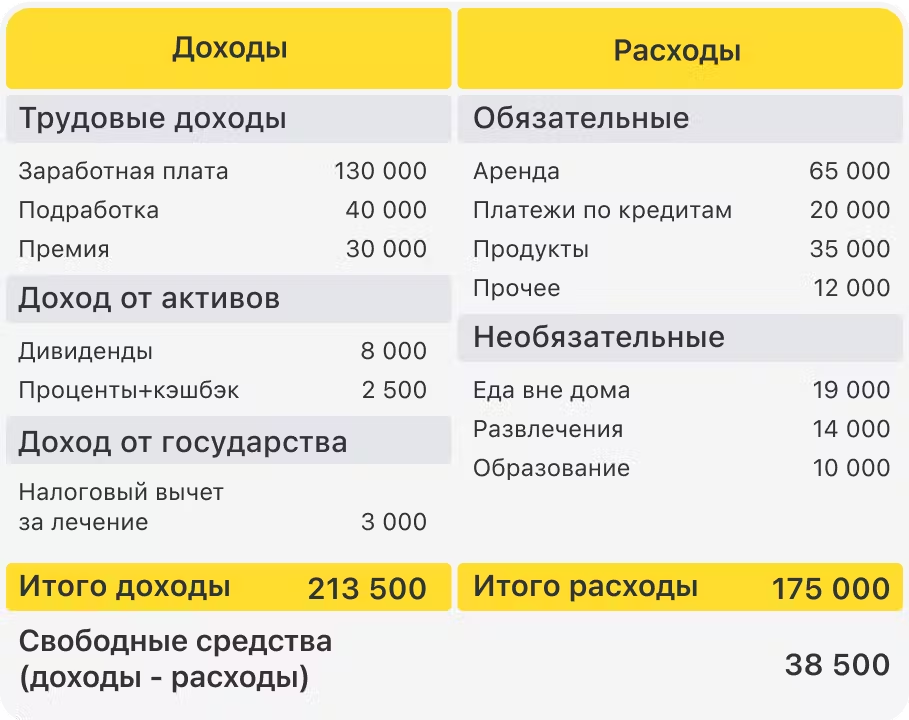 Доходы
Трудовые доходы
Заработная плата 130 000
Подработка 40 000
Премия 30 000
Доход от активов
Дивиденды 8 000
Проценты+кэшбэк 2 500
Доход от государства
Налоговый вычет
за лечение 3 000
Итого доходы 213 500
Расходы
Обязательные
Аренда 65 000
Платежи по кредитам 20 000
Продукты 35 000
Прочее 12 000
Необязательные
Еда вне дома 19 000
Развлечения 14 000
Образование 10 000
Итого расходы 175 000
Свободные средства
(доходы - расходы) 38 500